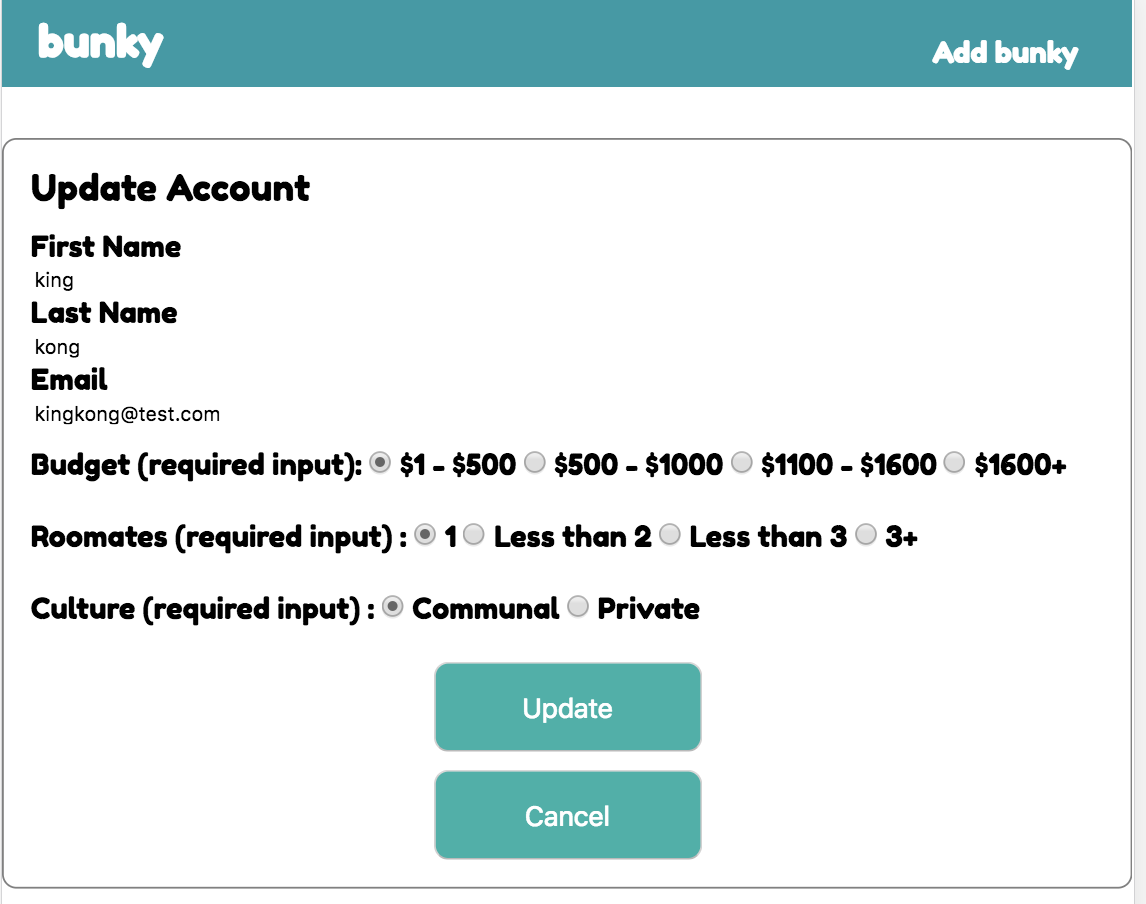 bunky
Add bunky
Update Account
First Name
king
Last Name
kong
Email
kingkong@test.com
Budget (required input): $1 - $500 $500 - $1000 $1100 - $1600 $1600+
Roomates (required input) : 1 Less than 2 Less than 3 3+
Culture (required input) : Communal Private
Update
Cancel